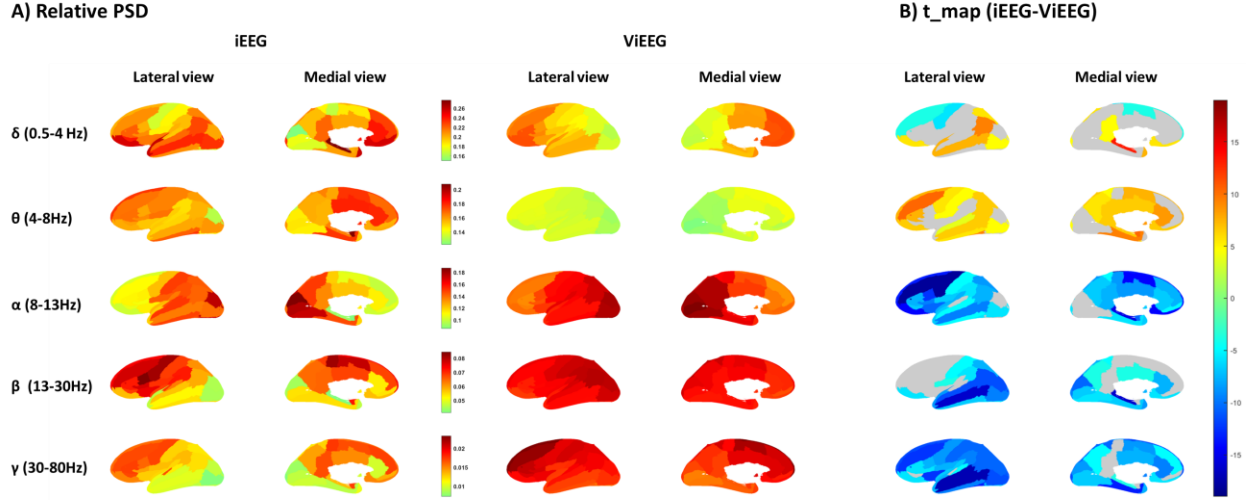 A) Relative PSD
B) t_map (iEEG-ViEEG)
iEEG
ViEEG
Lateral view
Medial view
Lateral view
Medial view
Lateral view
Medial view
δ (0.5-4 Hz)
0.26
0.24
0.22
0.2
0.18
0.16
θ (4-8Hz)
0.2
0.18
0.16
0.14
α (8-13Hz)
0.18
0.16
0.14
0.12
0.1
β (13-30Hz)
0.08
0.07
0.06
0.05
γ (30-80Hz)
0.02
0.015
0.01
15
10
5
0
-5
-10
-15